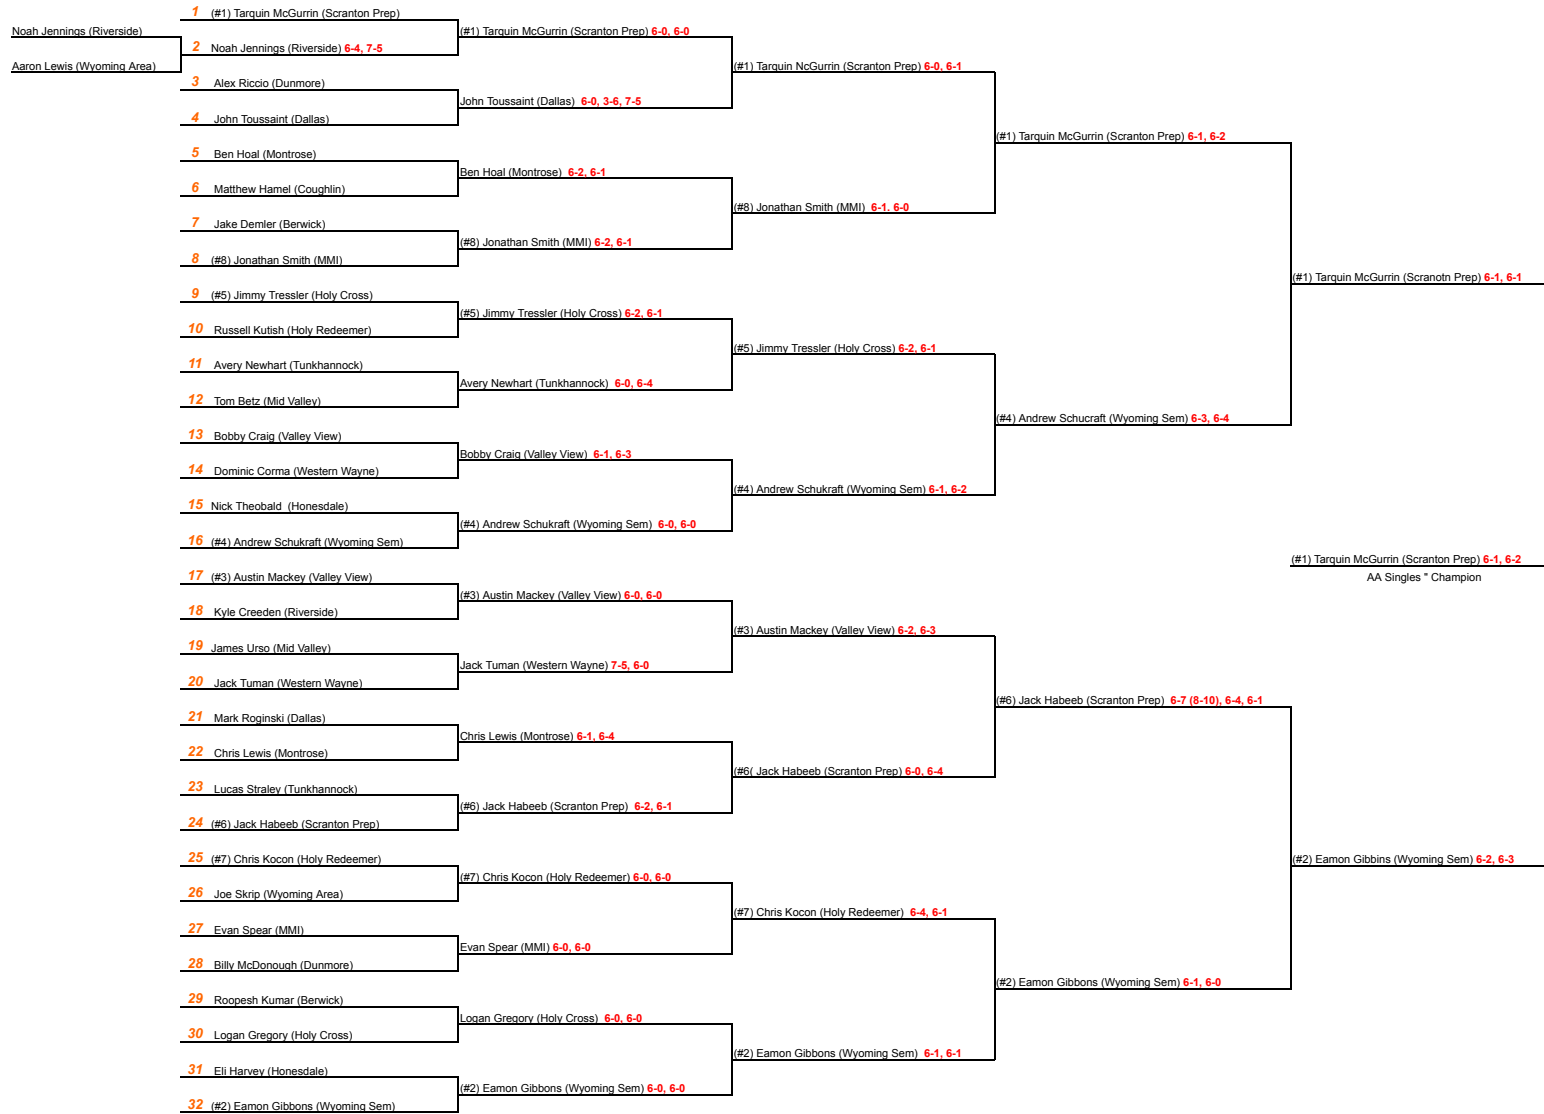 1 (#1) Tarquin McGurrin (Scranton Prep)
Noah Jennings (Riverside)
(#1) Tarquin McGurrin (Scranton Prep) 6-0, 6-0
2 Noah Jennings (Riverside) 6-4, 7-5
Aaron Lewis (Wyoming Area)
(#1) Tarquin NcGurrin (Scranton Prep) 6-0, 6-1
3 Alex Riccio (Dunmore)
John Toussaint (Dallas) 6-0, 3-6, 7-5
4 John Toussaint (Dallas)
(#1) Tarquin McGurrin (Scranton Prep) 6-1, 6-2
5 Ben Hoal (Montrose)
Ben Hoal (Montrose) 6-2, 6-1
6 Matthew Hamel (Coughlin)
(#8) Jonathan Smith (MMI) 6-1. 6-0
7 Jake Demler (Berwick)
(#8) Jonathan Smith (MMI) 6-2, 6-1
8 (#8) Jonathan Smith (MMI)
(#1) Tarquin McGurrin (Scranotn Prep) 6-1, 6-1
9 (#5) Jimmy Tressler (Holy Cross)
(#5) Jimmy Tressler (Holy Cross) 6-2, 6-1
10 Russell Kutish (Holy Redeemer)
(#5) Jimmy Tressler (Holy Cross) 6-2, 6-1
11 Avery Newhart (Tunkhannock)
Avery Newhart (Tunkhannock) 6-0, 6-4
12 Tom Betz (Mid Valley)
(#4) Andrew Schucraft (Wyoming Sem) 6-3, 6-4
13 Bobby Craig (Valley View)
Bobby Craig (Valley View) 6-1, 6-3
14 Dominic Corma (Western Wayne)
(#4) Andrew Schukraft (Wyoming Sem) 6-1, 6-2
15 Nick Theobald (Honesdale)
(#4) Andrew Schukraft (Wyoming Sem) 6-0, 6-0
16 (#4) Andrew Schukraft (Wyoming Sem)
(#1) Tarquin McGurrin (Scranton Prep) 6-1, 6-2
AA Singles " Champion
17 (#3) Austin Mackey (Valley View)
(#3) Austin Mackey (Valley View) 6-0, 6-0
18 Kyle Creeden (Riverside)
(#3) Austin Mackey (Valley View) 6-2, 6-3
19 James Urso (Mid Valley)
Jack Tuman (Western Wayne) 7-5, 6-0
20 Jack Tuman (Western Wayne)
(#6) Jack Habeeb (Scranton Prep) 6-7 (8-10), 6-4, 6-1
21 Mark Roginski (Dallas)
Chris Lewis (Montrose) 6-1, 6-4
22 Chris Lewis (Montrose)
(#6( Jack Habeeb (Scranton Prep) 6-0, 6-4
23 Lucas Straley (Tunkhannock)
(#6) Jack Habeeb (Scranton Prep) 6-2, 6-1
24 (#6) Jack Habeeb (Scranton Prep)
25 (#7) Chris Kocon (Holy Redeemer)
(#2) Eamon Gibbins (Wyoming Sem) 6-2, 6-3
(#7) Chris Kocon (Holy Redeemer) 6-0, 6-0
26 Joe Skrip (Wyoming Area)
(#7) Chris Kocon (Holy Redeemer) 6-4, 6-1
27 Evan Spear (MMI)
Evan Spear (MMI) 6-0, 6-0
28 Billy McDonough (Dunmore)
(#2) Eamon Gibbons (Wyoming Sem) 6-1, 6-0
29 Roopesh Kumar (Berwick)
Logan Gregory (Holy Cross) 6-0, 6-0
30 Logan Gregory (Holy Cross)
(#2) Eamon Gibbons (Wyoming Sem) 6-1, 6-1
31 Eli Harvey (Honesdale)
(#2) Eamon Gibbons (Wyoming Sem) 6-0, 6-0
32 (#2) Eamon Gibbons (Wyoming Sem)